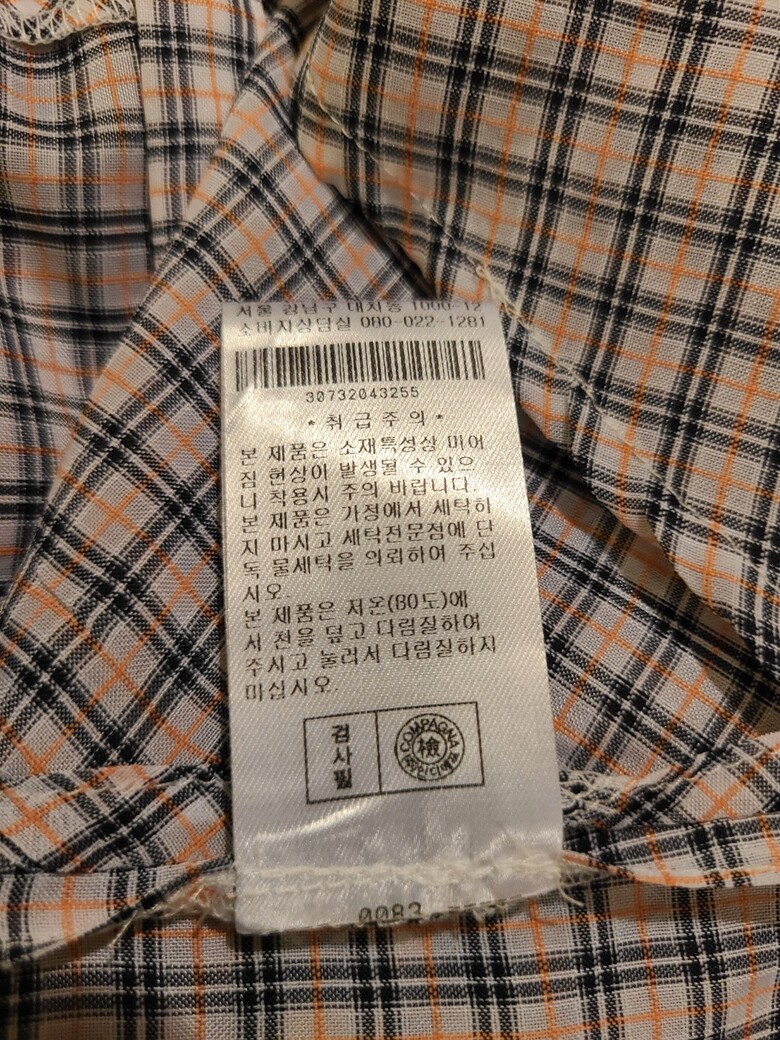 서울 강남구 대치동 1000-12
소비자상담실 080-022-1281
30732043255
*취급주의*
본 제품은 소재특성상 미어
짐 현상이 발생될 수 있으
니 착용시 주의 바랍니다.
본 제품은 가정에서 세탁하
지 마시고 세탁전문점에 단
독 물세탁을 의뢰하여 주십
시오.
본 제품은 저온(80도)에
서 천을 덮고 다림질하여
주시고 눌러서 다림질하지
마십시오.
검사필
COMPAGNA
檢
0083